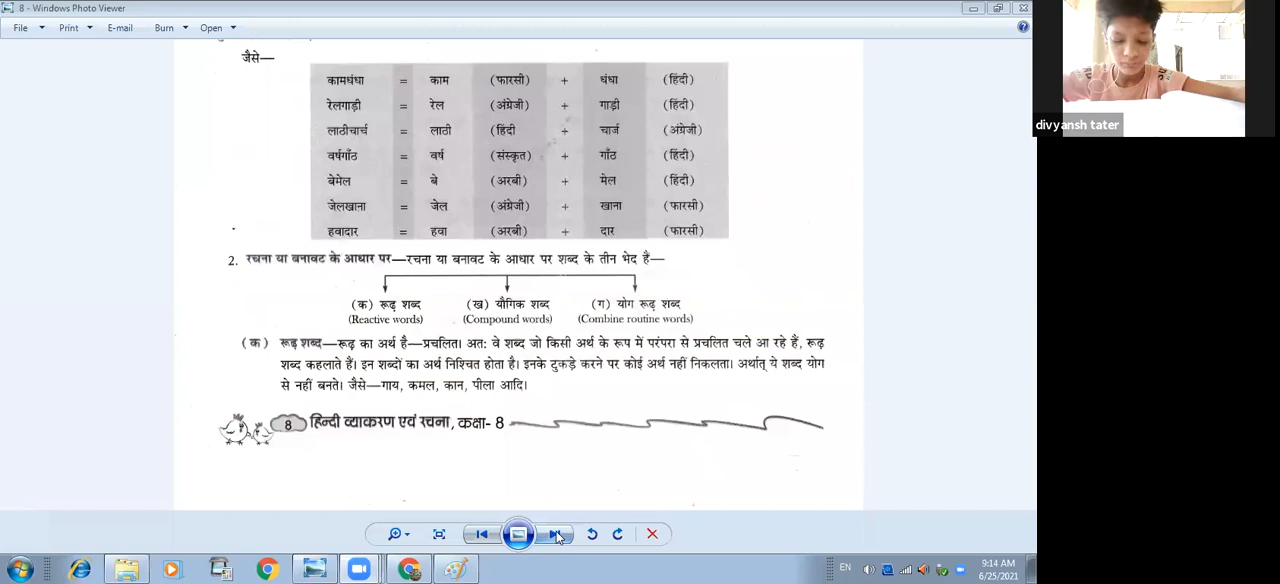 8 - Windows Photo Viewer
File Print E-mail Burn Open
जैसे—
कामधंधा = काम (फारसी) + धंधा (हिंदी)
रेलगाड़ी = रेल (अंग्रेजी) + गाड़ी (हिंदी)
लाठीचार्च = लाठी (हिंदी + चार्ज (अंग्रेजी)
वर्षगाँठ = वर्ष (संस्कृत) + गाँठ (हिंदी)
बेमेल = बे (अरबी) + मेल (हिंदी)
जेलखाना = जेल (अंग्रेजी) + खाना (फारसी)
हवादार = हवा (अरबी) + दार (फारसी)
2. रचना या बनावट के आधार पर—रचना या बनावट के आधार पर शब्द के तीन भेद हैं—
(क) रूढ़ शब्द (ख) यौगिक शब्द (ग) योग रूढ़ शब्द
(Reactive words) (Compound words) (Combine routine words)
(क) रूढ़ शब्द—रूढ़ का अर्थ है—प्रचलित। अत: वे शब्द जो किसी अर्थ के रूप में परंपरा से प्रचलित चले आ रहे हैं, रूढ़
शब्द कहलाते हैं। इन शब्दों का अर्थ निश्चित होता है। इनके टुकड़े करने पर कोई अर्थ नहीं निकलता। अर्थात् ये शब्द योग
से नहीं बनते। जैसे—गाय, कमल, कान, पीला आदि।
8 हिन्दी व्याकरण एवं रचना, कक्षा- 8
divyansh tater
EN
9:14 AM
6/25/2021